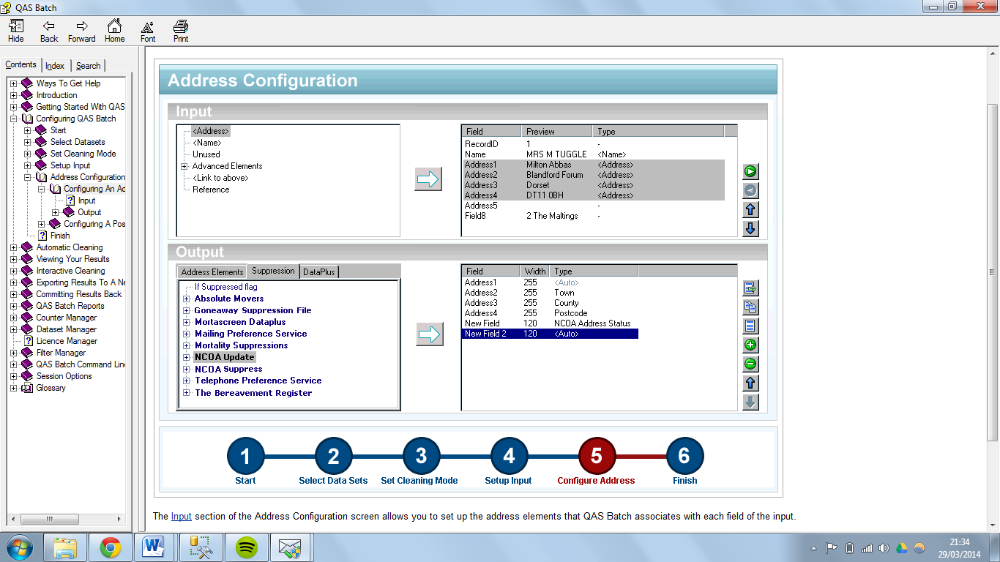 QAS Batch
Hide Back Forward Home Font Print
Contents Index Search
Ways To Get Help
Introduction
Getting Started With QAS
Configuring QAS Batch
Start
Select Datasets
Set Cleaning Mode
Setup Input
Address Configuration
Configuring An Ad
Input
Output
Configuring A Pos
Finish
Automatic Cleaning
Viewing Your Results
Interactive Cleaning
Exporting Results To A Ne
Committing Results Back
QAS Batch Reports
Counter Manager
Dataset Manager
Licence Manager
Filter Manager
QAS Batch Command Line
Session Options
Glossary
Address Configuration
Input
<Address>
<Name>
Unused
Advanced Elements
<Link to above>
Reference
Field Preview Type
RecordID 1 -
Name MRS M TUGGLE <Name>
Address1 Milton Abbas <Address>
Address2 Blandford Forum <Address>
Address3 Dorset <Address>
Address4 DT11 0BH <Address>
Address5 -
Field8 2 The Maltings -
Output
Address Elements Suppression DataPlus
If Suppressed flag
Absolute Movers
Goneaway Suppression File
Mortascreen Dataplus
Mailing Preference Service
Mortality Suppressions
NCOA Update
NCOA Suppress
Telephone Preference Service
The Bereavement Register
Field Width Type
Address1 255 <Auto>
Address2 255 Town
Address3 255 County
Address4 255 Postcode
New Field 120 NCOA Address Status
New Field 2 120 <Auto>
1 2 3 4 5 6
Start Select Data Sets Set Cleaning Mode Setup Input Configure Address Finish
The Input section of the Address Configuration screen allows you to set up the address elements that QAS Batch associates with each field of the input.
21:34
29/03/2014